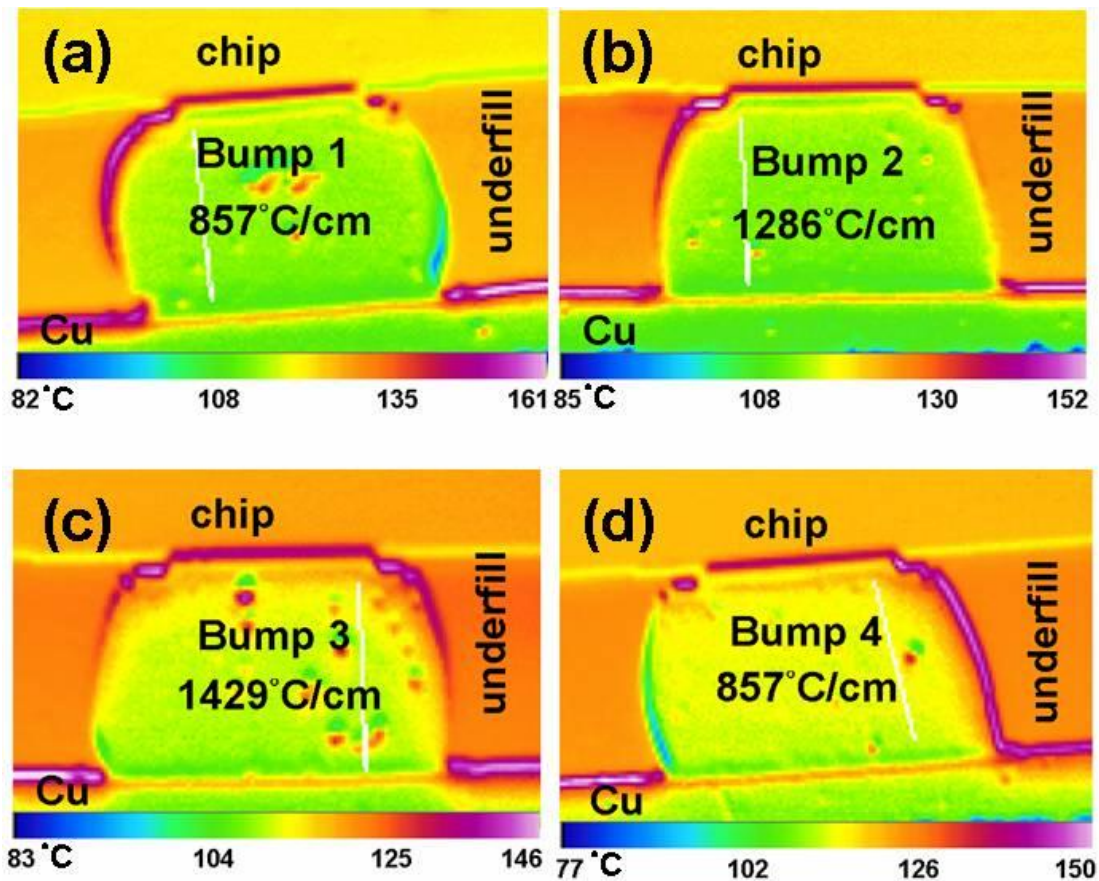 (a)
chip
Bump 1
857°C/cm
underfill
Cu
82°C 108 135 161
(b)
chip
Bump 2
1286°C/cm
underfill
Cu
85°C 108 130 152
(c)
chip
Bump 3
1429°C/cm
underfill
Cu
83°C 104 125 146
(d)
chip
Bump 4
857°C/cm
underfill
Cu
77°C 102 126 150